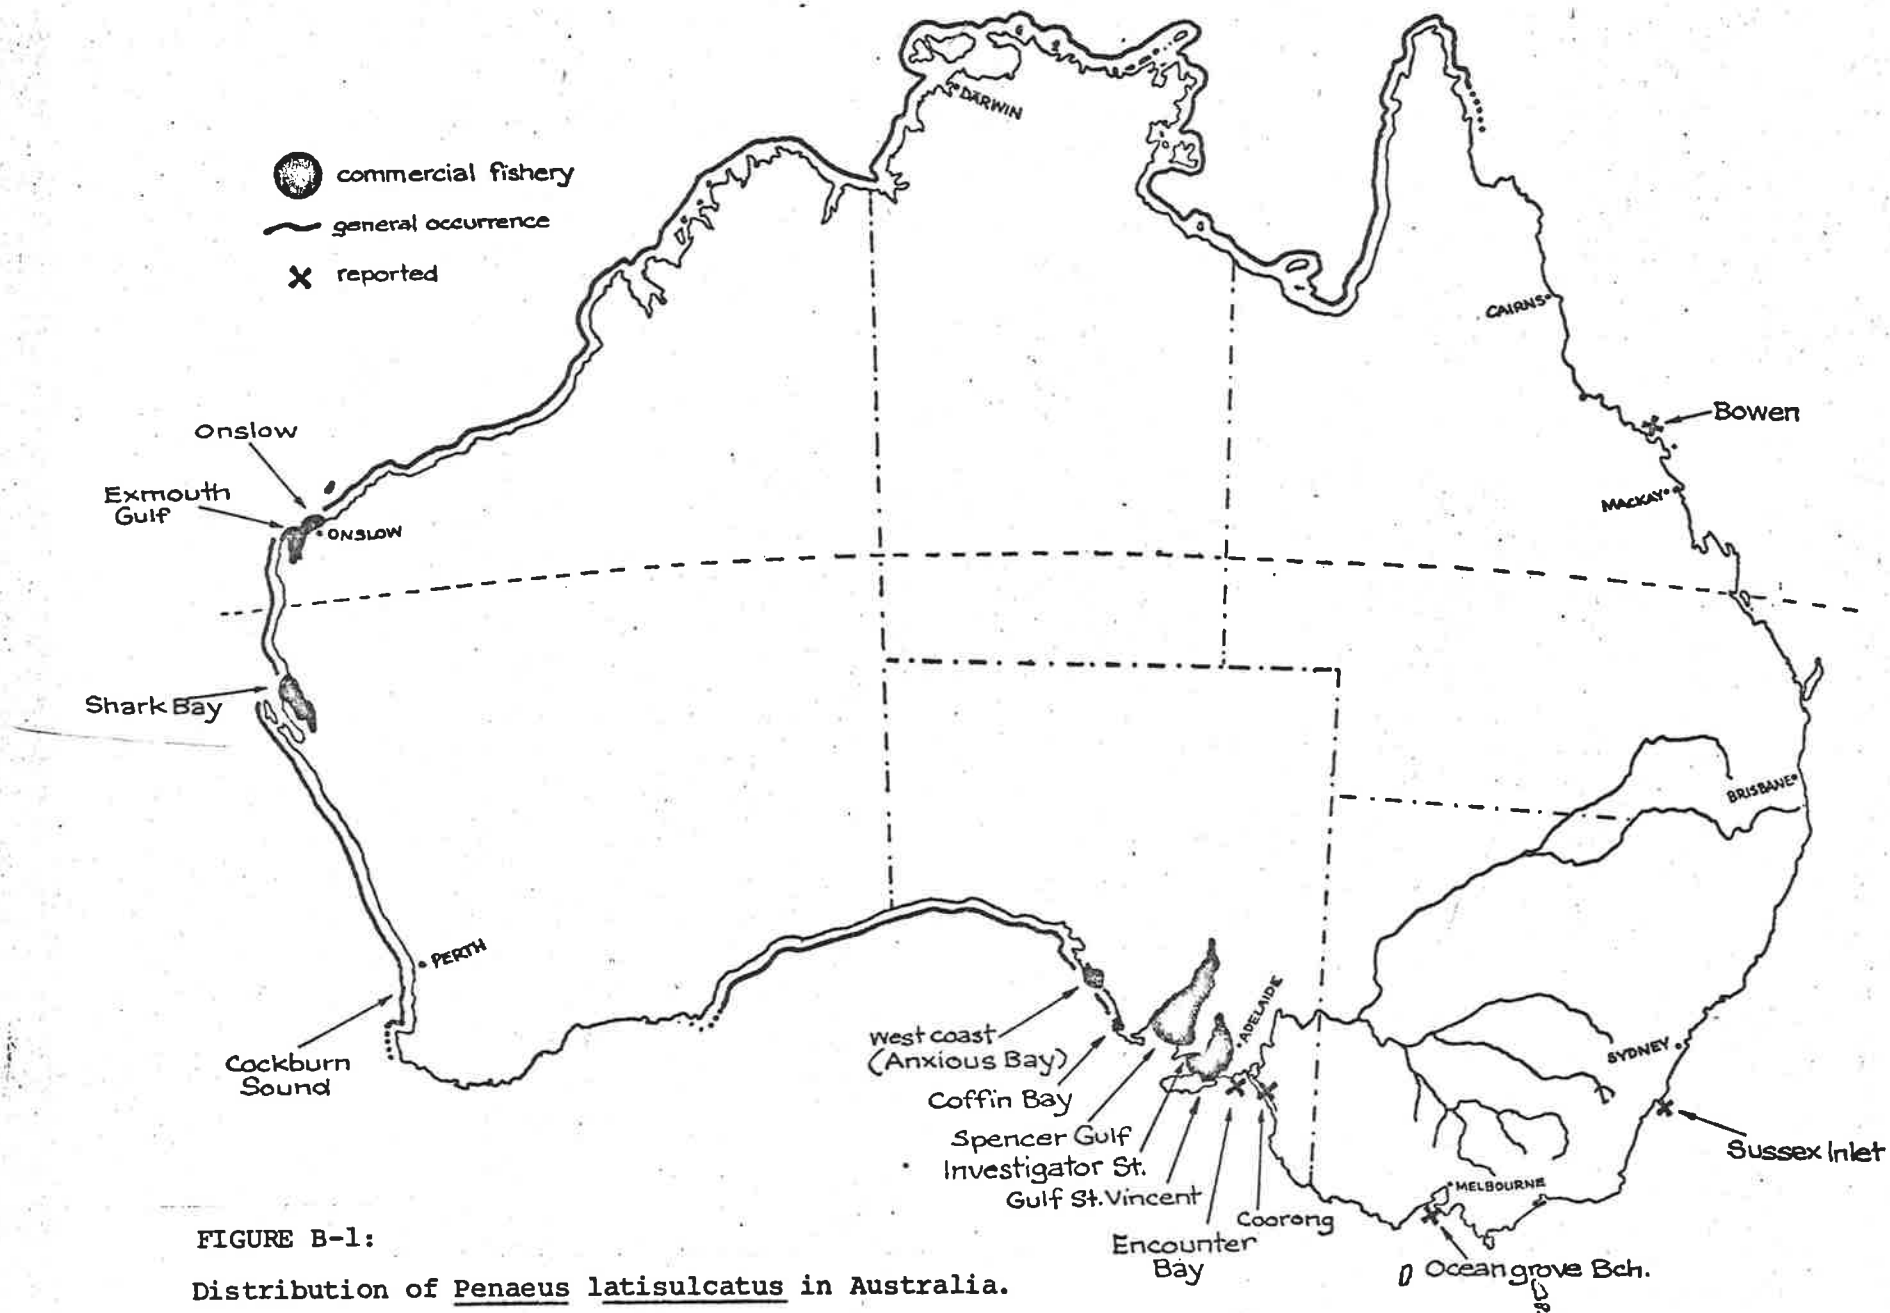 DARWIN
commercial fishery
general occurrence
reported
CAIRNS
Bowen
Onslow
MACKAY
Exmouth
Gulf
ONSLOW
Shark Bay
BRISBANE
PERTH
ADELAIDE
West coast
(Anxious Bay)
SYDNEY
Cockburn
Sound
Coffin Bay
Spencer Gulf
Sussex Inlet
Investigator St.
MELBOURNE
Gulf St. Vincent
Coorong
Encounter
Bay
Ocean grove Bch.
FIGURE B-1:
Distribution of Penaeus latisulcatus in Australia.